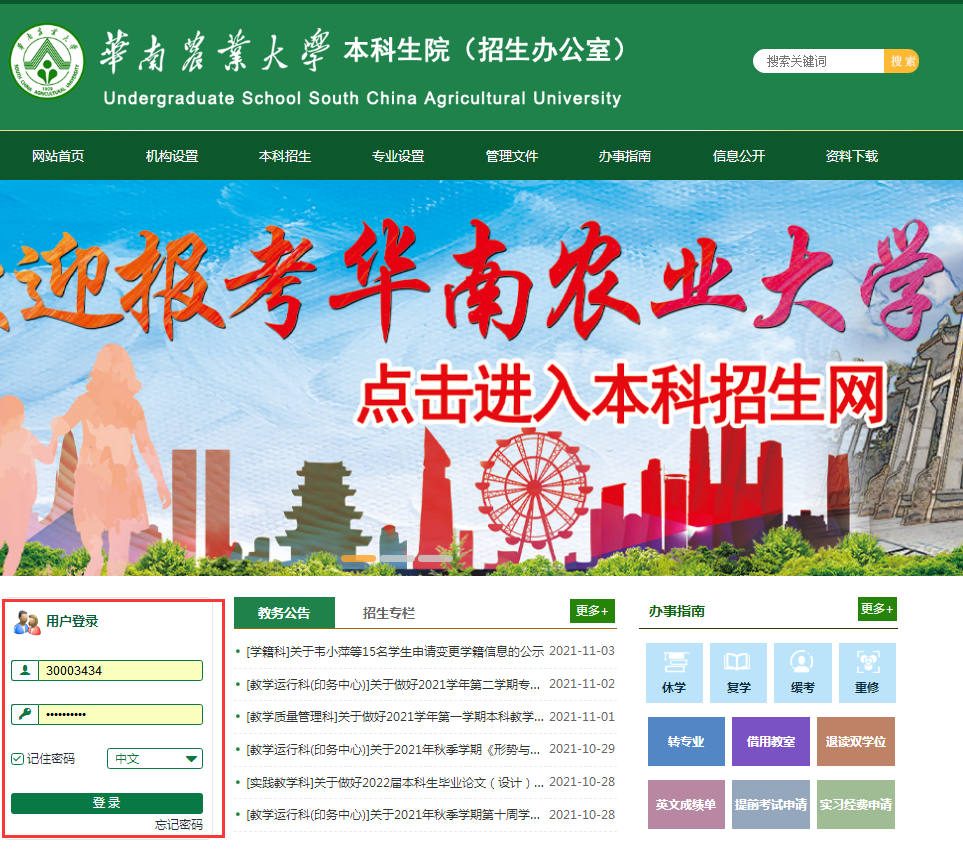 華南農業大學 本科生院（招生办公室）
Undergraduate School South China Agricultural University
搜索关键词 搜索
网站首页 机构设置 本科招生 专业设置 管理文件 办事指南 信息公开 资料下载
迎报考华南农业大学
点击进入本科招生网
用户登录
30003434
••••••••••
记住密码 中文
登录
忘记密码
教务公告 招生专栏 更多+
[学籍科]关于韦小萍等15名学生申请变更学籍信息的公示 2021-11-03
[教学运行科(印务中心)]关于做好2021学年第二学期专... 2021-11-02
[教学质量管理科]关于做好2021学年第一学期本科教学... 2021-11-01
[教学运行科(印务中心)]关于2021年秋季学期《形势与... 2021-10-29
[实践教学科]关于做好2022届本科生毕业论文（设计）... 2021-10-28
[教学运行科(印务中心)]关于2021年秋季学期第十周学... 2021-10-28
办事指南 更多+
休学 复学 缓考 重修
转专业 借用教室 退读双学位
英文成绩单 提前考试申请 实习经费申请